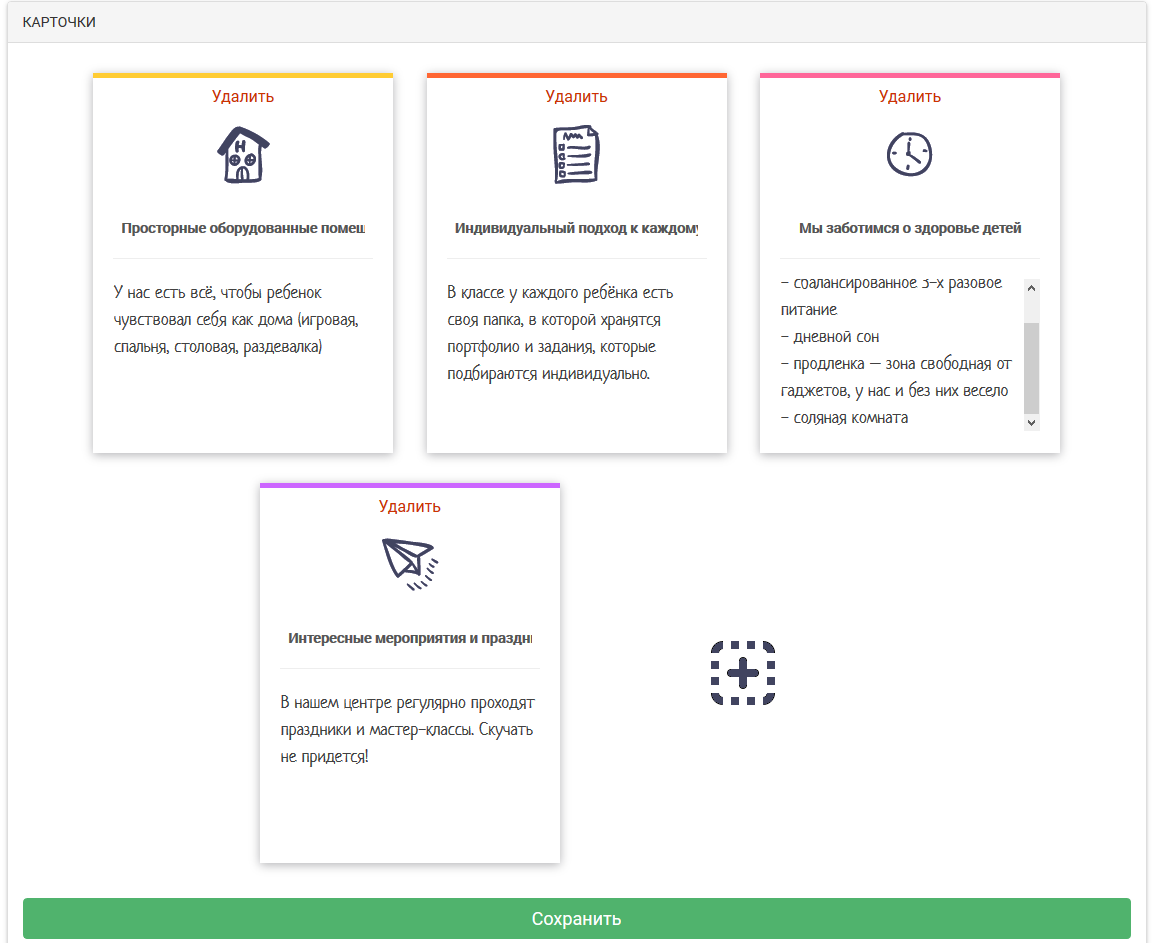 КАРТОЧКИ
Удалить
Просторные оборудованные
У нас есть всё, чтобы ребенок
чувствовал себя как дома (игровая,
спальня, столовая, раздевалка)
Удалить
Индивидуальный подход к каждому
В классе у каждого ребёнка есть
своя папка, в которой хранятся
портфолио и задания, которые
подбираются индивидуально.
Удалить
Мы заботимся о здоровье детей
- сбалансированное 3-х разовое
питание
- дневной сон
- продленка — зона свободная от
гаджетов, у нас и без них весело
- соляная комната
Удалить
Интересные мероприятия и
В нашем центре регулярно проходят
праздники и мастер-классы. Скучать
не придется!
Сохранить